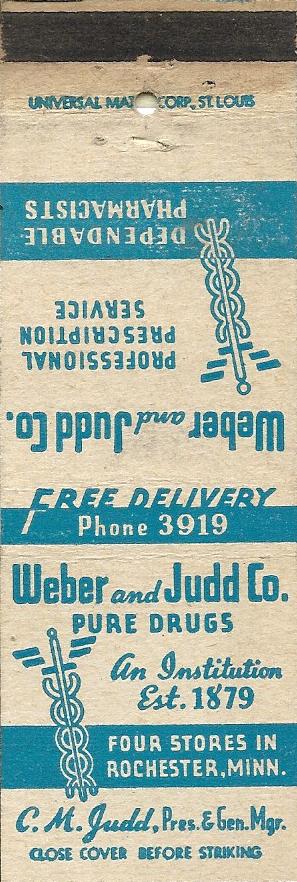 UNIVERSAL MAT CORP., ST. LOUIS
DEPENDABLE
PHARMACISTS
PROFESSIONAL
PRESCRIPTION
SERVICE
Weber and Judd Co.
FREE DELIVERY
Phone 3919
Weber and Judd Co.
PURE DRUGS
An Institution
Est. 1879
FOUR STORES IN
ROCHESTER, MINN.
C. M. Judd, Pres. & Gen. Mgr.
CLOSE COVER BEFORE STRIKING